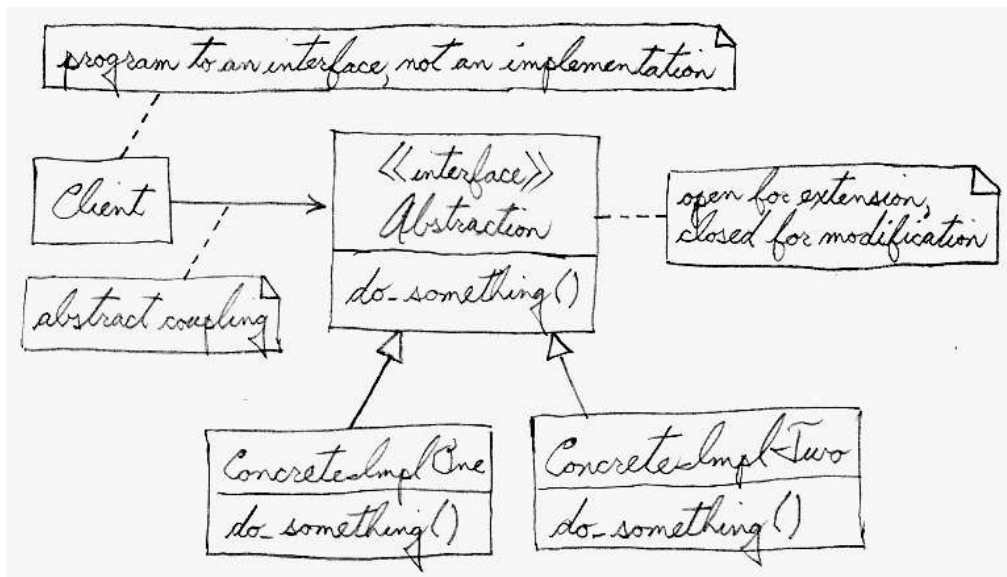 program to an interface, not an implementation
Client
<<interface>>
Abstraction
do_something()
open for extension,
closed for modification
abstract coupling
ConcreteImplOne
do_something()
ConcreteImplTwo
do_something()